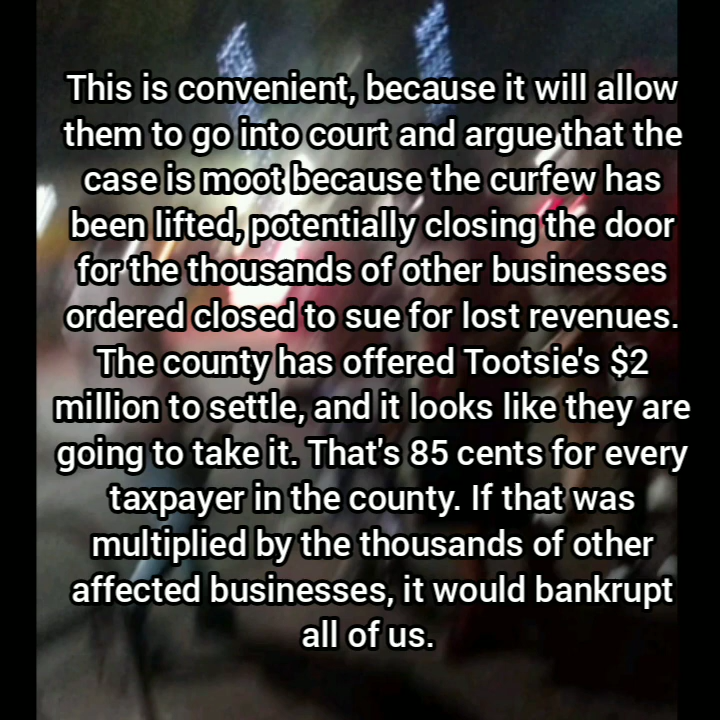 This is convenient, because it will allow
them to go into court and argue that the
case is moot because the curfew has
been lifted, potentially closing the door
for the thousands of other businesses
ordered closed to sue for lost revenues.
The county has offered Tootsie's $2
million to settle, and it looks like they are
going to take it. That's 85 cents for every
taxpayer in the county. If that was
multiplied by the thousands of other
affected businesses, it would bankrupt
all of us.